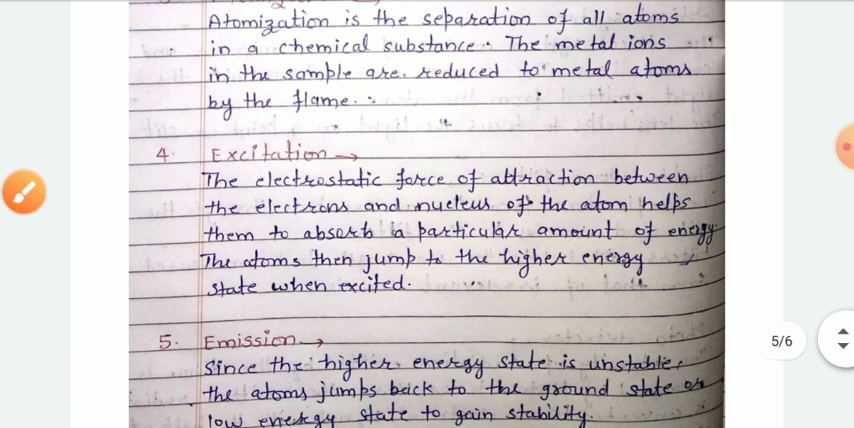 Atomization is the separation of all atoms
in a chemical substance. The metal ions
in the sample are reduced to metal atoms
by the flame.
4. Excitation →
The electrostatic force of attraction between
the electrons and nucleus of the atom helps
them to absorb a particular amount of energy
The atoms then jump to the higher energy
state when excited.
5. Emission →
Since the higher energy state is unstable,
the atoms jumps back to the ground state or
low energy state to gain stability.
5/6